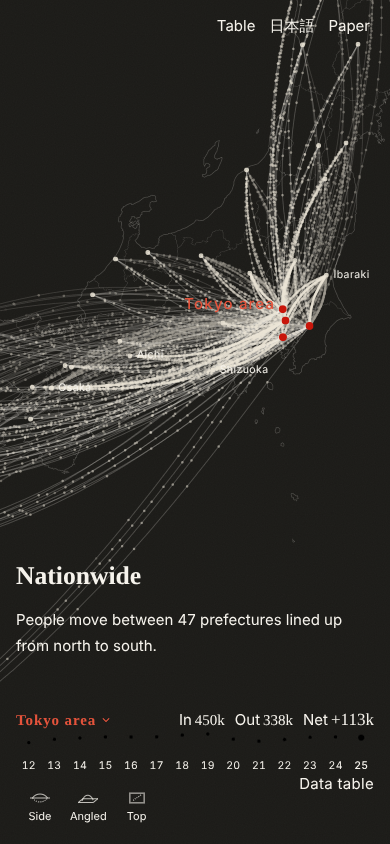 Table 日本語 Paper
Ibaraki
Tokyo area
Aichi
Shizuoka
Osaka
Nationwide
People move between 47 prefectures lined up
from north to south.
Tokyo area In 450k Out 338k Net +113k
12 13 14 15 16 17 18 19 20 21 22 23 24 25
Data table
Side Angled Top